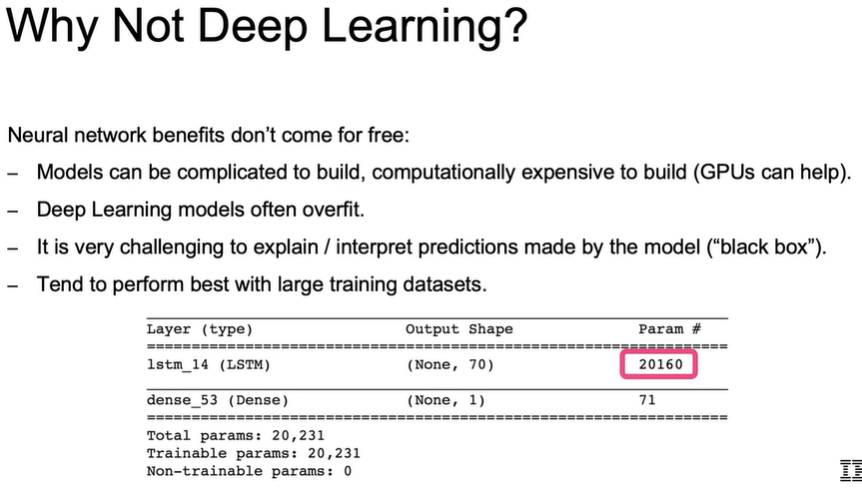 Why Not Deep Learning?
Neural network benefits don't come for free:
– Models can be complicated to build, computationally expensive to build (GPUs can help).
– Deep Learning models often overfit.
– It is very challenging to explain / interpret predictions made by the model (“black box”).
– Tend to perform best with large training datasets.
Layer (type) Output Shape Param #
lstm_14 (LSTM) (None, 70) 20160
dense_53 (Dense) (None, 1) 71
Total params: 20,231
Trainable params: 20,231
Non-trainable params: 0